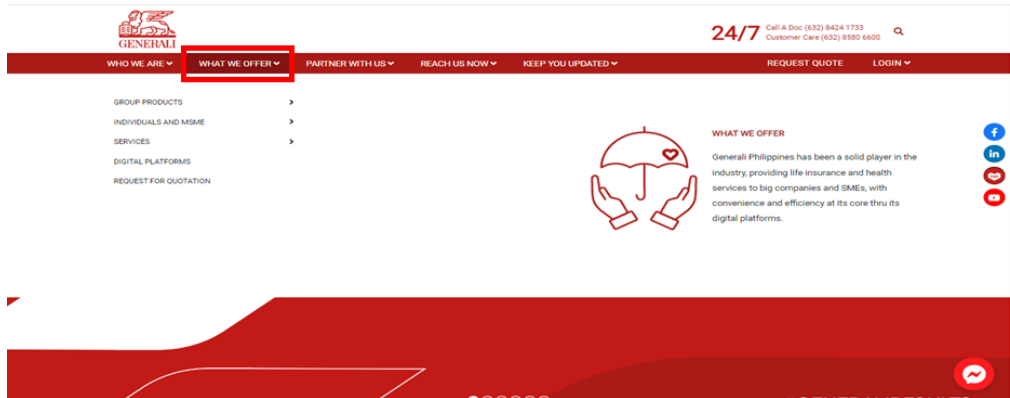 GENERALI
24/7
Call A Doc (632) 8424 1733
Customer Care (632) 8580 6600
WHO WE ARE
WHAT WE OFFER
PARTNER WITH US
REACH US NOW
KEEP YOU UPDATED
REQUEST QUOTE
LOGIN
GROUP PRODUCTS
INDIVIDUALS AND MSME
SERVICES
DIGITAL PLATFORMS
REQUEST FOR QUOTATION
WHAT WE OFFER
Generali Philippines has been a solid player in the
industry, providing life insurance and health
services to big companies and SMEs, with
convenience and efficiency at its core thru its
digital platforms.